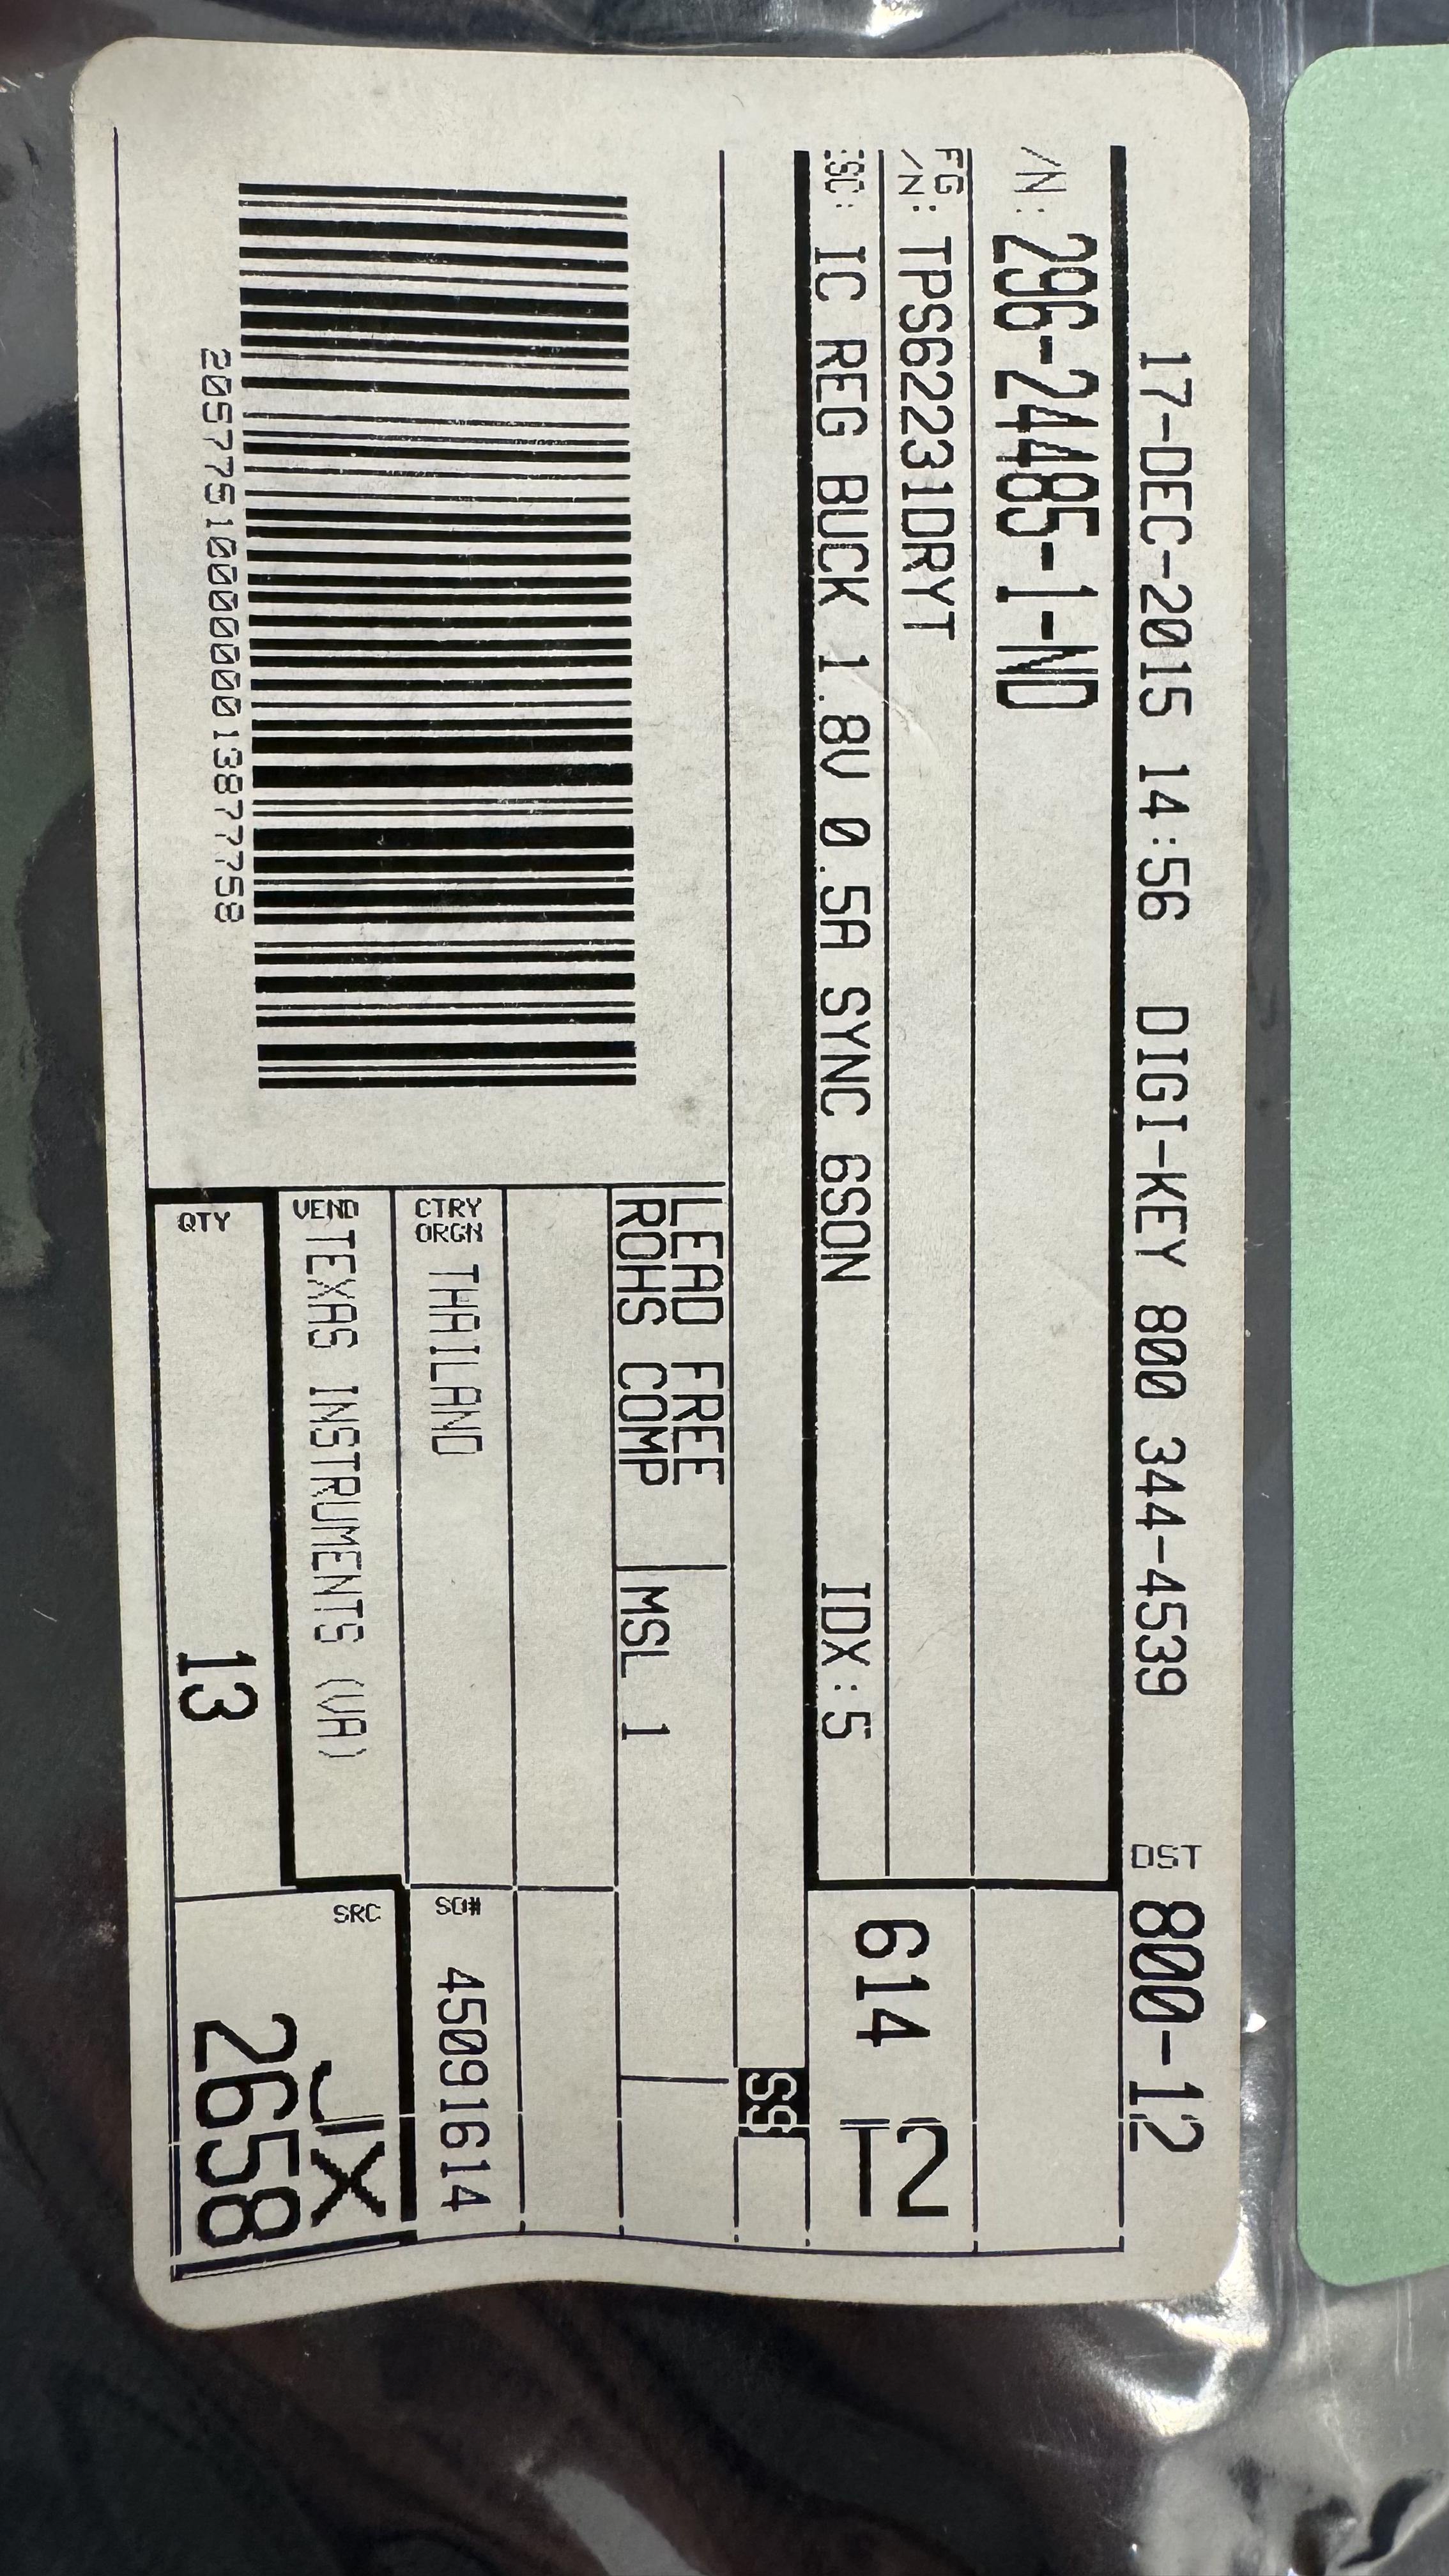 17-DEC-2015 14:56 DIGI-KEY 800 344-4539 DST 800-12
/N: 296-24485-1-ND
FG
/N: TPS62231DRYT
SC: IC REG BUCK 1.8V 0.5A SYNC 6SON IDX:5
614 T2
SS
LEAD FREE
ROHS COMP
MSL 1
CTRY
ORGN THAILAND
SO# 45091614
VEND TEXAS INSTRUMENTS (VA)
QTY 13
SRC JX
2658